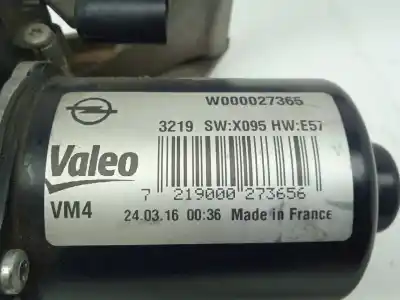 W000027365
3219 SW:X095 HW:E57
Valeo
7 219000 273656
VM4
24.03.16 00:36 Made in France